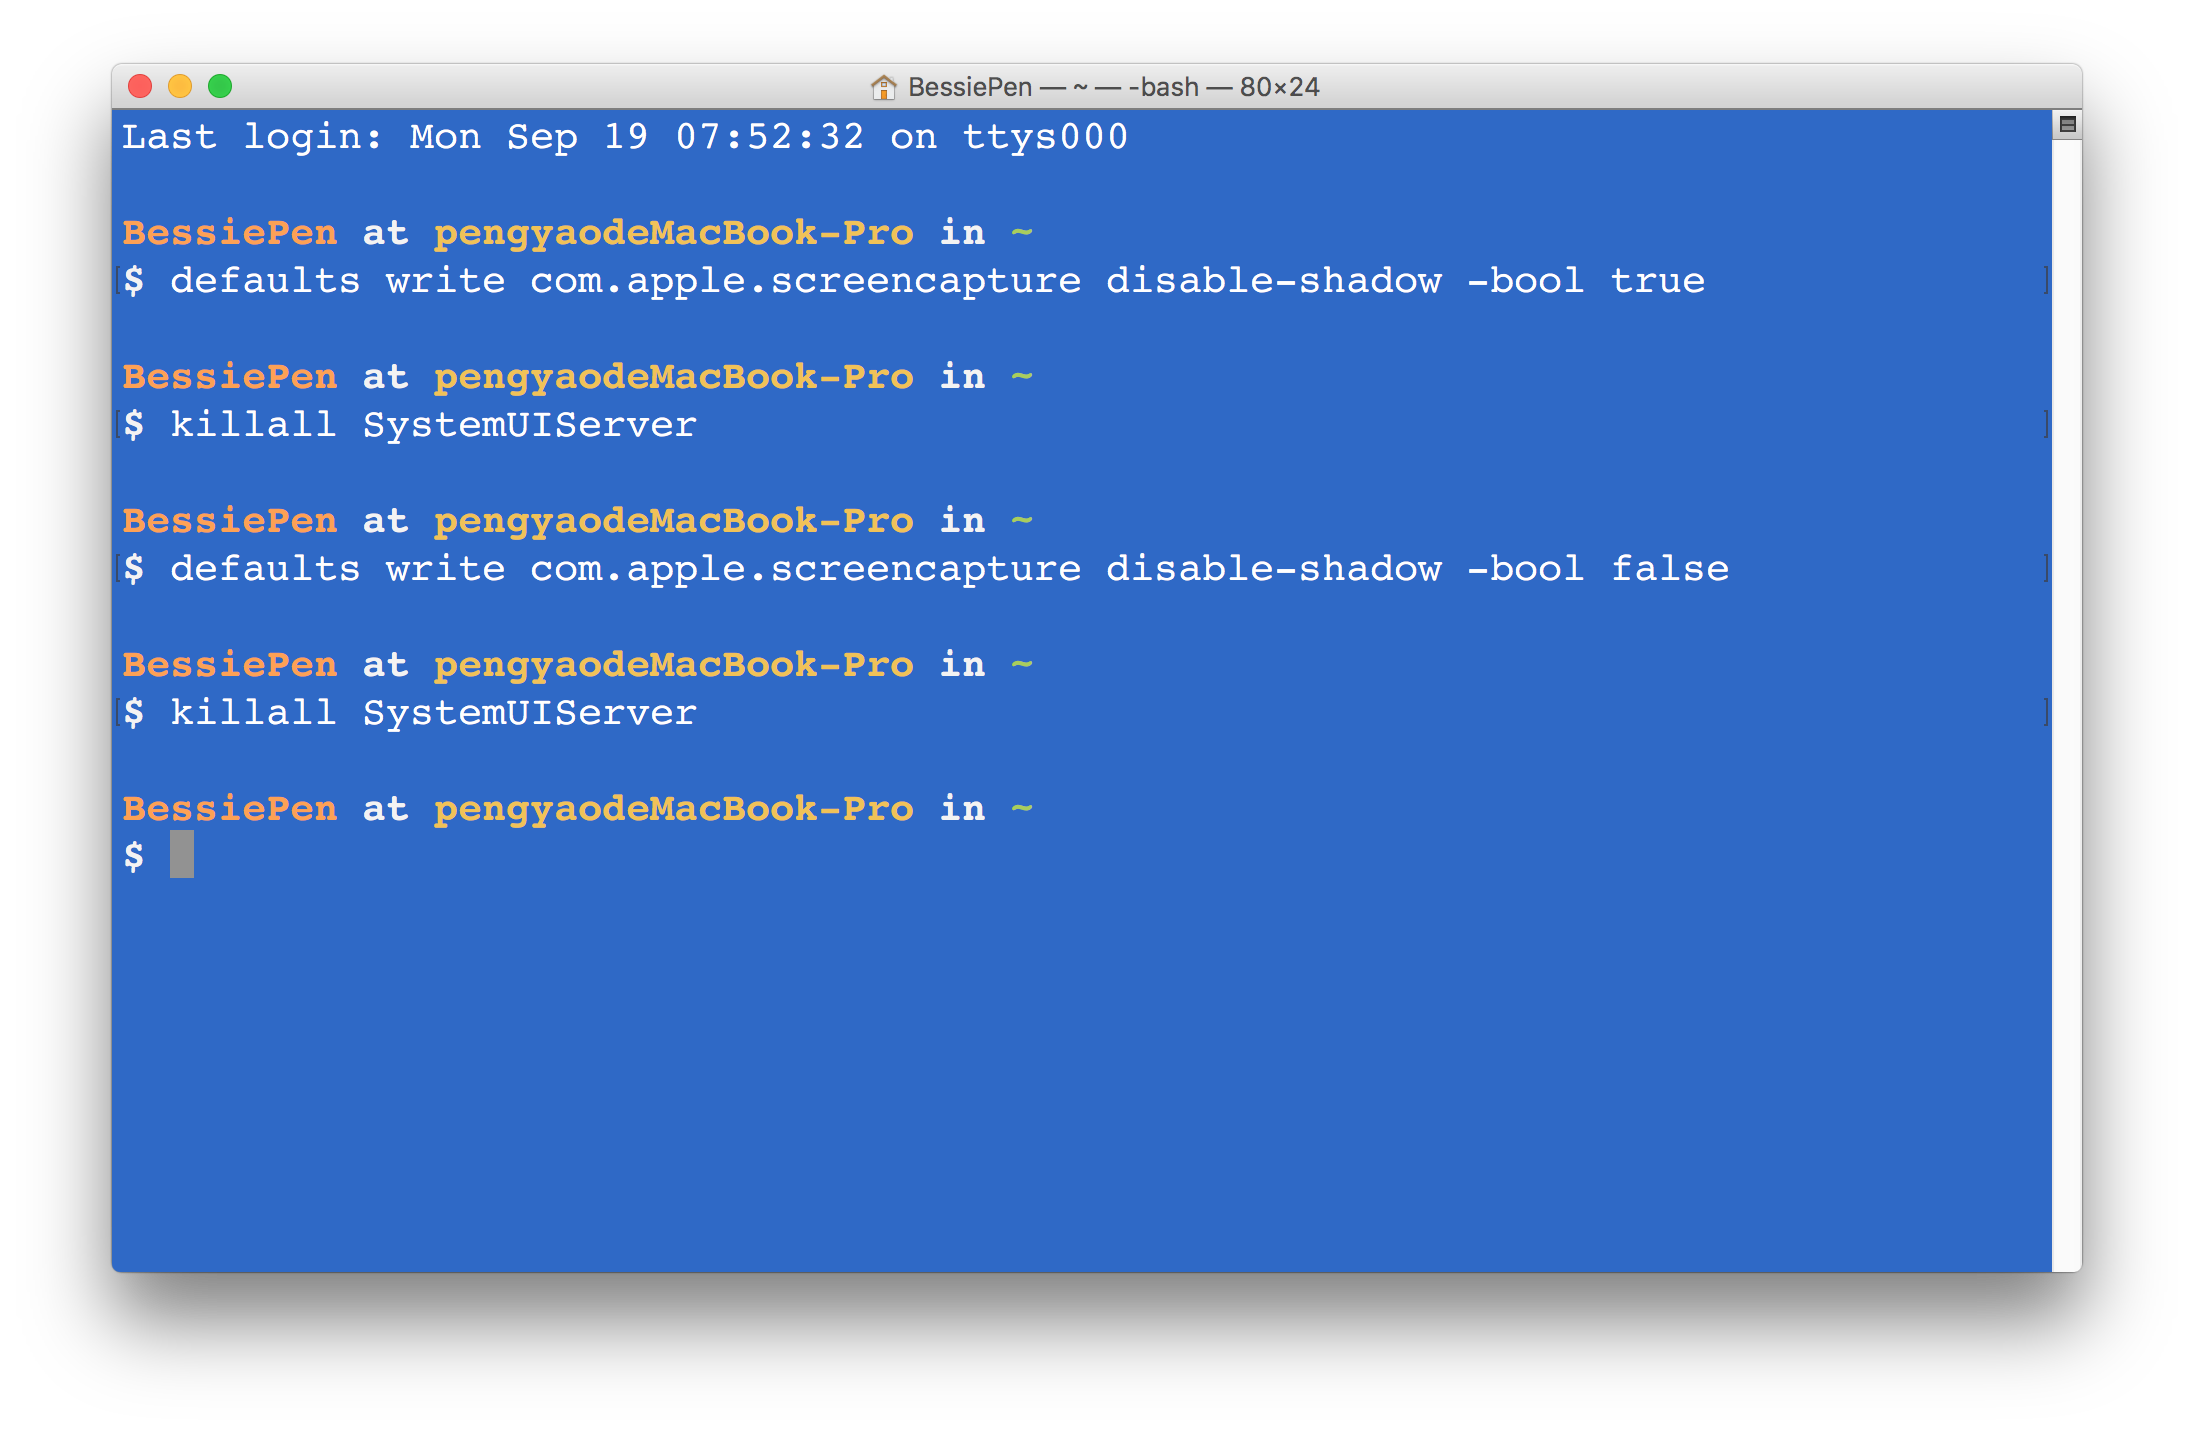 BessiePen — ~ — -bash — 80×24
Last login: Mon Sep 19 07:52:32 on ttys000
BessiePen at pengyaodeMacBook-Pro in ~
[$ defaults write com.apple.screencapture disable-shadow -bool true ]
BessiePen at pengyaodeMacBook-Pro in ~
[$ killall SystemUIServer ]
BessiePen at pengyaodeMacBook-Pro in ~
[$ defaults write com.apple.screencapture disable-shadow -bool false ]
BessiePen at pengyaodeMacBook-Pro in ~
[$ killall SystemUIServer ]
BessiePen at pengyaodeMacBook-Pro in ~
$